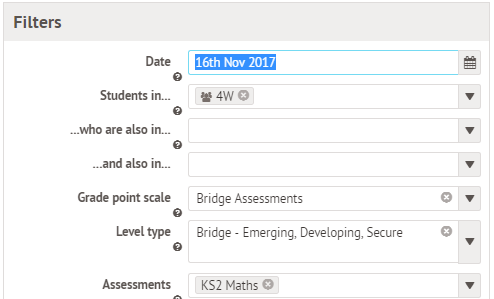 Filters
Date 16th Nov 2017
Students in... 4W
...who are also in...
...and also in...
Grade point scale Bridge Assessments
Level type Bridge - Emerging, Developing, Secure
Assessments KS2 Maths